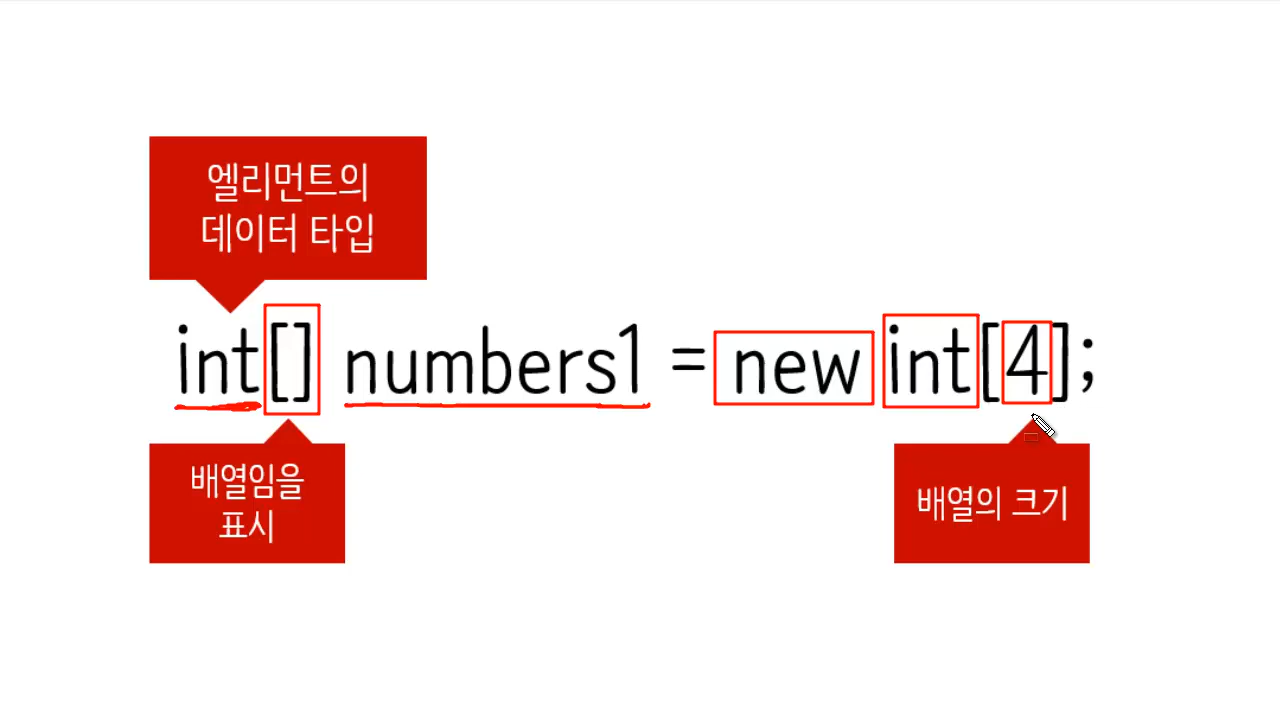 엘리먼트의
데이터 타입
int[] numbers1 = new int[4];
배열임을
표시
배열의 크기